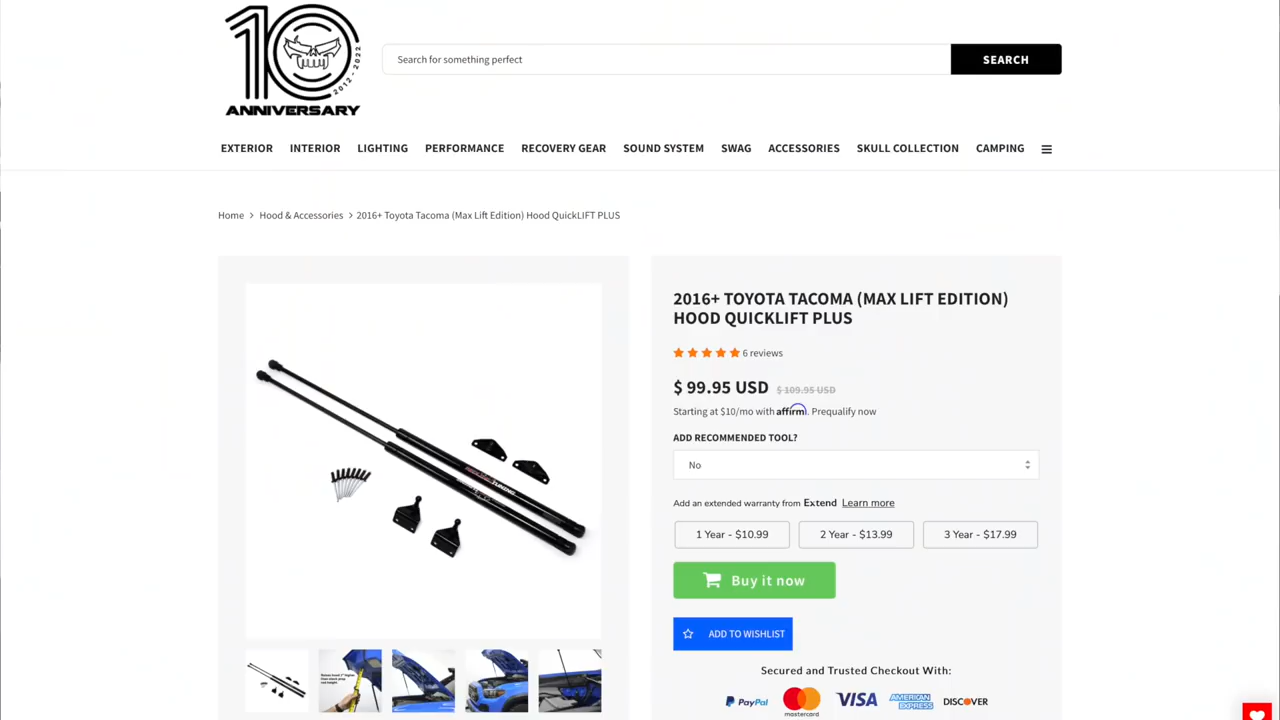 10
2012 - 2022
ANNIVERSARY
Search for something perfect
SEARCH
EXTERIOR INTERIOR LIGHTING PERFORMANCE RECOVERY GEAR SOUND SYSTEM SWAG ACCESSORIES SKULL COLLECTION CAMPING
Home > Hood & Accessories > 2016+ Toyota Tacoma (Max Lift Edition) Hood QuickLIFT PLUS
2016+ TOYOTA TACOMA (MAX LIFT EDITION)
HOOD QUICKLIFT PLUS
6 reviews
$ 99.95 USD $ 109.95 USD
Starting at $10/mo with affirm. Prequalify now
ADD RECOMMENDED TOOL?
No
Add an extended warranty from Extend Learn more
1 Year - $10.99 2 Year - $13.99 3 Year - $17.99
Buy it now
ADD TO WISHLIST
Secured and Trusted Checkout With:
PayPal mastercard VISA AMERICAN EXPRESS DISCOVER
TUNING